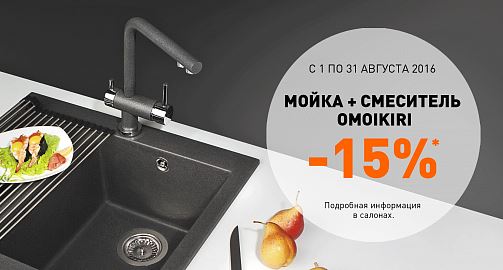 С 1 ПО 31 АВГУСТА 2016
МОЙКА + СМЕСИТЕЛЬ
OMOIKIRI
-15%*
Подробная информация
в салонах.